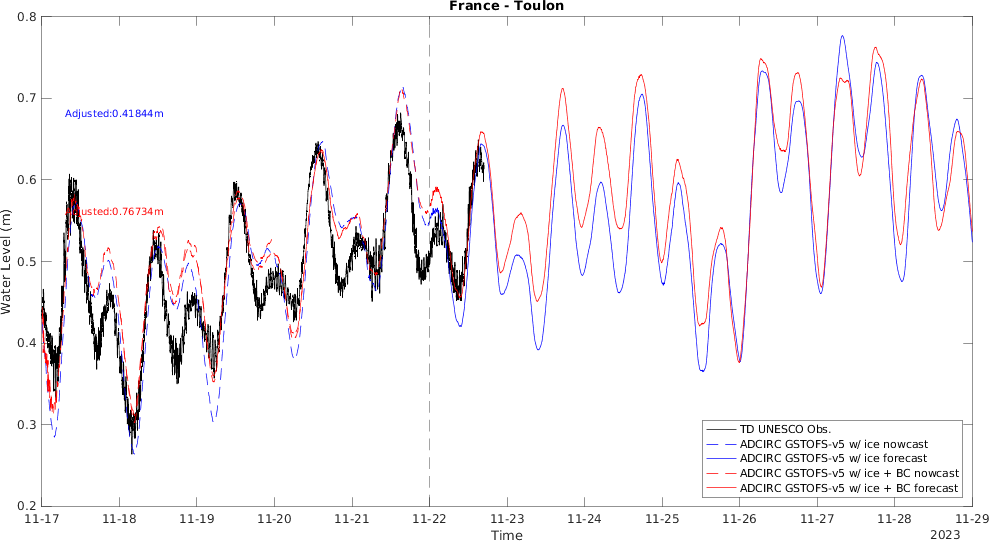 France - Toulon
0.8
0.7
0.6
0.5
0.4
0.3
0.2
Water Level (m)
Adjusted:0.41844m
Adjusted:0.76734m
TD UNESCO Obs.
ADCIRC GSTOFS-v5 w/ ice nowcast
ADCIRC GSTOFS-v5 w/ ice forecast
ADCIRC GSTOFS-v5 w/ ice + BC nowcast
ADCIRC GSTOFS-v5 w/ ice + BC forecast
11-17 11-18 11-19 11-20 11-21 11-22 11-23 11-24 11-25 11-26 11-27 11-28 11-29
Time
2023